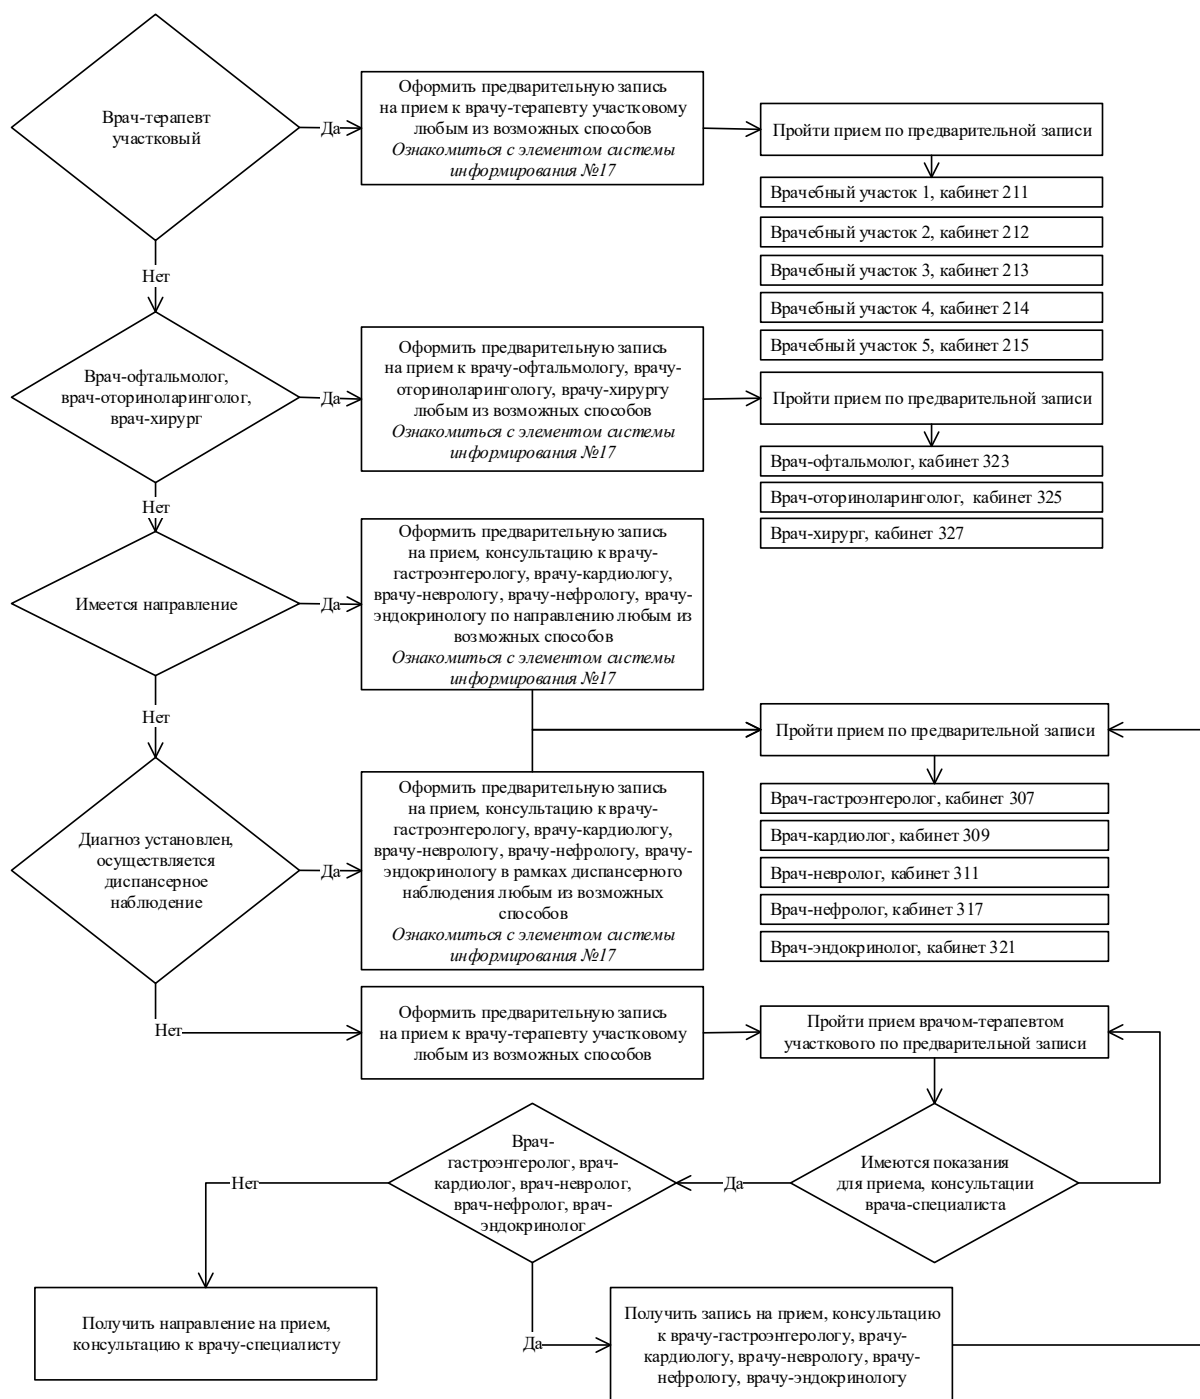 Врач-терапевт
участковый
Да
Оформить предварительную запись
на прием к врачу-терапевту участковому
любым из возможных способов
Ознакомиться с элементом системы
информирования №17
Пройти прием по предварительной записи
Врачебный участок 1, кабинет 211
Врачебный участок 2, кабинет 212
Врачебный участок 3, кабинет 213
Врачебный участок 4, кабинет 214
Врачебный участок 5, кабинет 215
Нет
Врач-офтальмолог,
врач-оториноларинголог,
врач-хирург
Да
Оформить предварительную запись
на прием к врачу-офтальмологу, врачу-
оториноларингологу, врачу-хирургу
любым из возможных способов
Ознакомиться с элементом системы
информирования №17
Пройти прием по предварительной записи
Врач-офтальмолог, кабинет 323
Врач-оториноларинголог, кабинет 325
Врач-хирург, кабинет 327
Нет
Имеется направление
Да
Оформить предварительную запись
на прием, консультацию к врачу-
гастроэнтерологу, врачу-кардиологу,
врачу-неврологу, врачу-нефрологу, врачу-
эндокринологу по направлению любым из
возможных способов
Ознакомиться с элементом системы
информирования №17
Нет
Пройти прием по предварительной записи
Врач-гастроэнтеролог, кабинет 307
Врач-кардиолог, кабинет 309
Врач-невролог, кабинет 311
Врач-нефролог, кабинет 317
Врач-эндокринолог, кабинет 321
Диагноз установлен,
осуществляется
диспансерное
наблюдение
Да
Оформить предварительную запись
на прием, консультацию к врачу-
гастроэнтерологу, врачу-кардиологу,
врачу-неврологу, врачу-нефрологу, врачу-
эндокринологу в рамках диспансерного
наблюдения любым из возможных
способов
Ознакомиться с элементом системы
информирования №17
Нет
Оформить предварительную запись
на прием к врачу-терапевту участковому
любым из возможных способов
Пройти прием врачом-терапевтом
участкового по предварительной записи
Имеются показания
для приема, консультации
врача-специалиста
Да
Врач-
гастроэнтеролог, врач-
кардиолог, врач-невролог,
врач-нефролог, врач-
эндокринолог
Нет
Получить направление на прием,
консультацию к врачу-специалисту
Да
Получить запись на прием, консультацию
к врачу-гастроэнтерологу, врачу-
кардиологу, врачу-неврологу, врачу-
нефрологу, врачу-эндокринологу